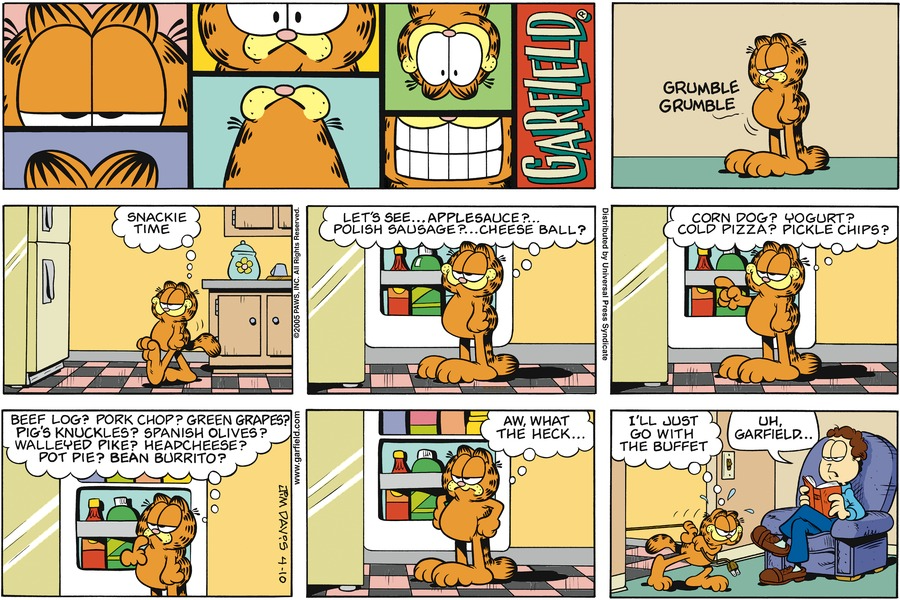 GARFIELD®
GRUMBLE
GRUMBLE
SNACKIE
TIME
©2005 PAWS, INC. All Rights Reserved.
LET'S SEE...APPLESAUCE?...
POLISH SAUSAGE?...CHEESE BALL?
Distributed by Universal Press Syndicate
CORN DOG? YOGURT?
COLD PIZZA? PICKLE CHIPS?
BEEF LOG? PORK CHOP? GREEN GRAPES?
PIG'S KNUCKLES? SPANISH OLIVES?
WALLEYED PIKE? HEADCHEESE?
POT PIE? BEAN BURRITO?
JIM DAVIS 4-10
www.garfield.com
AW, WHAT
THE HECK...
I'LL JUST
GO WITH
THE BUFFET
UH,
GARFIELD...